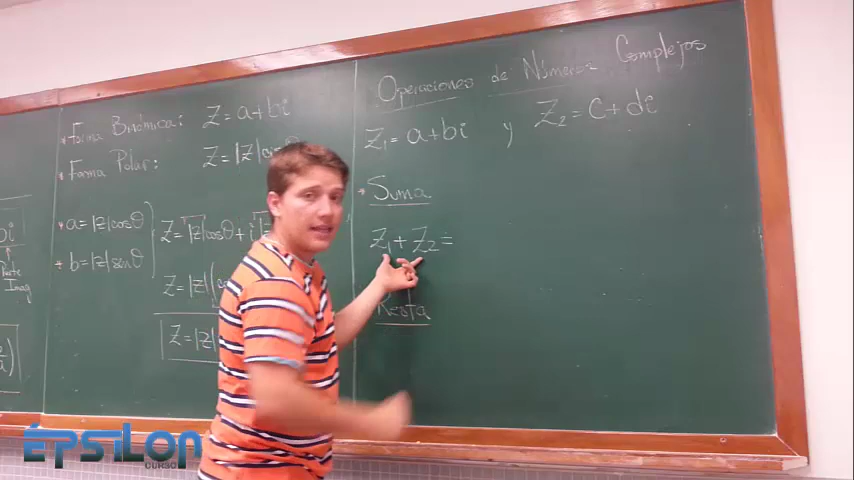 Operaciones de Números Complejos
Z₁ = a + bi y Z₂ = C + di
* Suma
Z₁ + Z₂ =
Resta
* Forma Binómica: Z = a + bi
* Forma Polar: Z = |Z|
* a = |z| cosθ
* b = |z| senθ
Z = |z| cosθ + i
Z = |z|
Z = |z|
Parte
Imag
ÉPSILON
CURSO